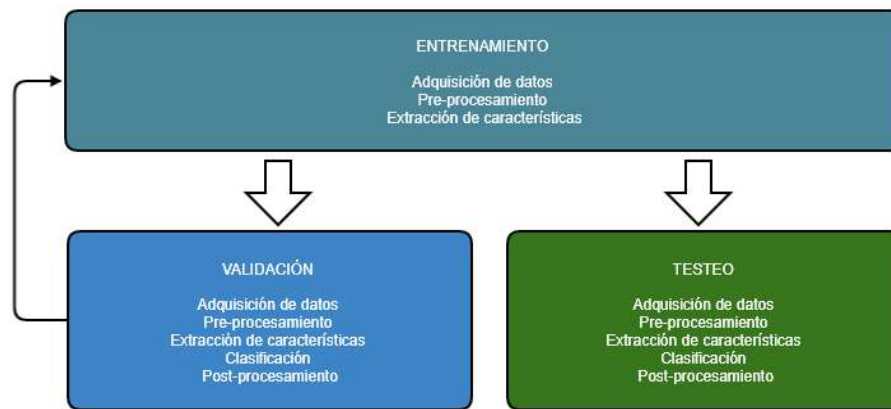 ENTRENAMIENTO
Adquisición de datos
Pre-procesamiento
Extracción de características
VALIDACIÓN
Adquisición de datos
Pre-procesamiento
Extracción de características
Clasificación
Post-procesamiento
TESTEO
Adquisición de datos
Pre-procesamiento
Extracción de características
Clasificación
Post-procesamiento